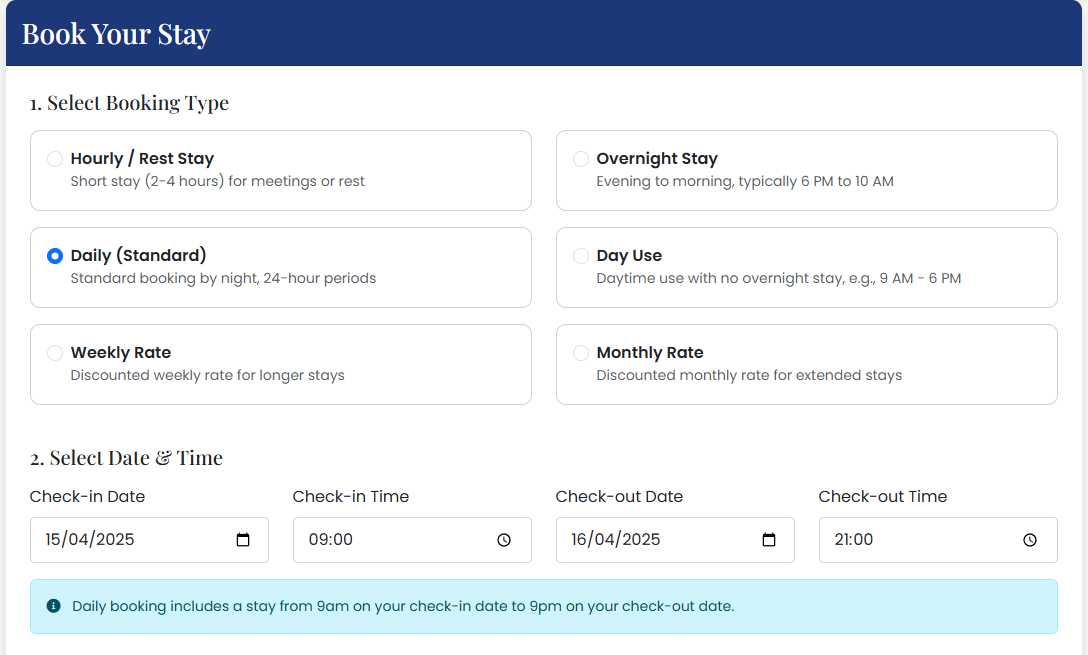 Book Your Stay
1. Select Booking Type
Hourly / Rest Stay
Short stay (2-4 hours) for meetings or rest
Overnight Stay
Evening to morning, typically 6 PM to 10 AM
Daily (Standard)
Standard booking by night, 24-hour periods
Day Use
Daytime use with no overnight stay, e.g., 9 AM - 6 PM
Weekly Rate
Discounted weekly rate for longer stays
Monthly Rate
Discounted monthly rate for extended stays
2. Select Date & Time
Check-in Date
Check-in Time
Check-out Date
Check-out Time
15/04/2025
09:00
16/04/2025
21:00
Daily booking includes a stay from 9am on your check-in date to 9pm on your check-out date.